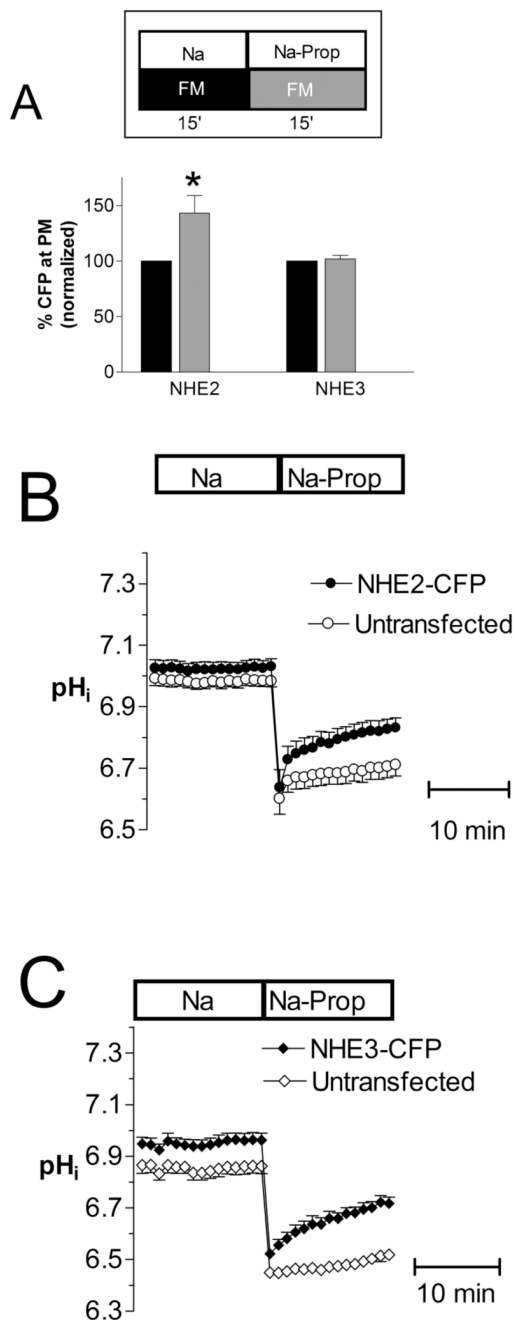 A
Na Na-Prop
FM FM
15' 15'
% CFP at PM
(normalized)
150
100
50
0
*
NHE2 NHE3
B
Na Na-Prop
7.3
7.1
6.9
6.7
6.5
pHi
NHE2-CFP
Untransfected
10 min
C
Na Na-Prop
7.3
7.1
6.9
6.7
6.5
6.3
pHi
NHE3-CFP
Untransfected
10 min